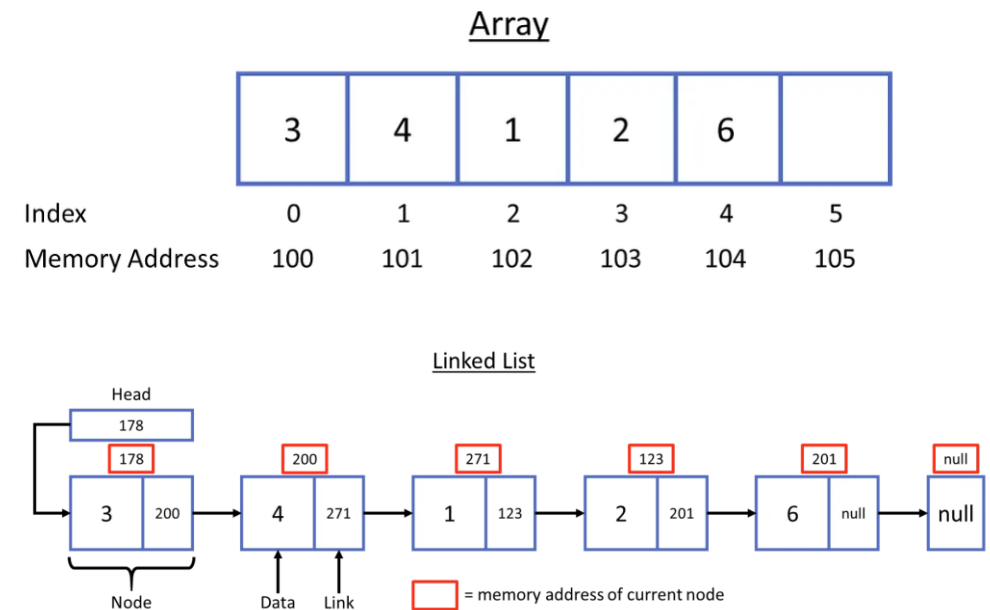 Array
3 4 1 2 6
Index 0 1 2 3 4 5
Memory Address 100 101 102 103 104 105
Linked List
Head
178
178 200 271 123 201 null
3 200 4 271 1 123 2 201 6 null null
Node Data Link = memory address of current node